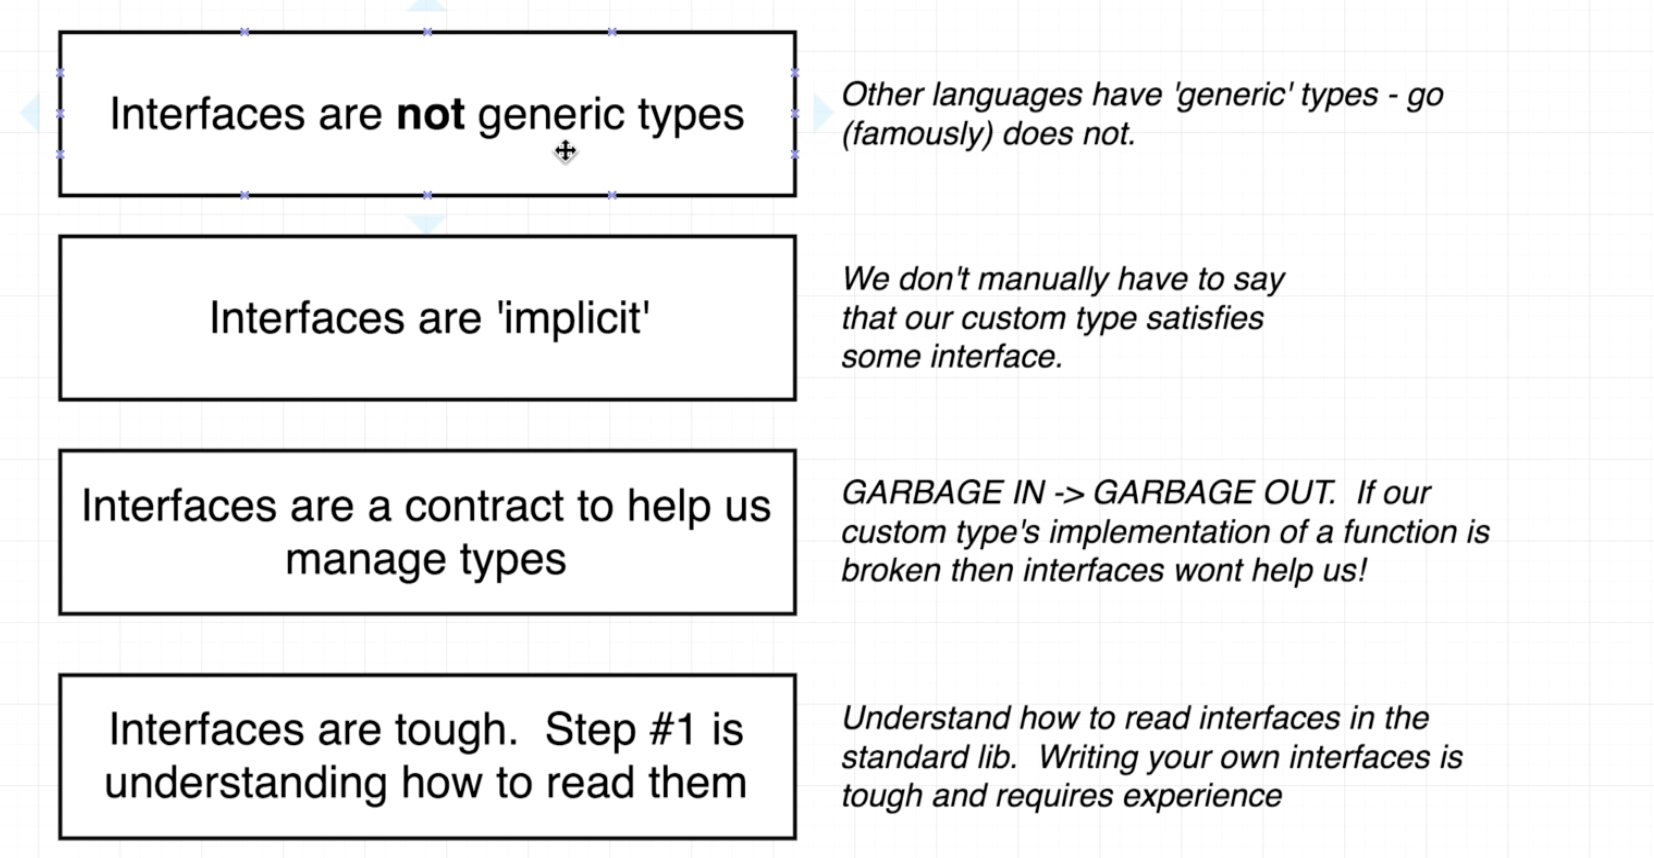 Interfaces are not generic types
Other languages have 'generic' types - go
(famously) does not.
Interfaces are 'implicit'
We don't manually have to say
that our custom type satisfies
some interface.
Interfaces are a contract to help us
manage types
GARBAGE IN -> GARBAGE OUT.  If our
custom type's implementation of a function is
broken then interfaces wont help us!
Interfaces are tough.  Step #1 is
understanding how to read them
Understand how to read interfaces in the
standard lib.  Writing your own interfaces is
tough and requires experience